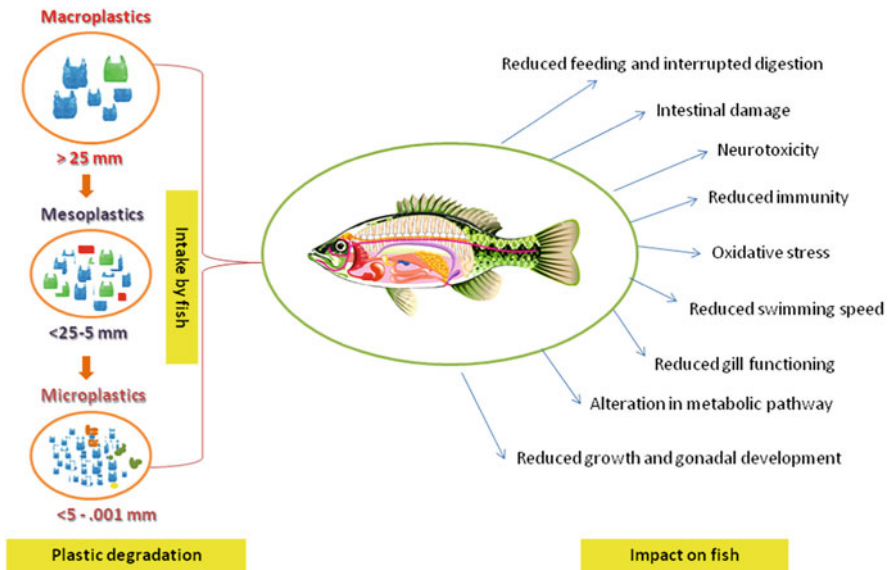 Macroplastics
> 25 mm
Mesoplastics
<25-5 mm
Microplastics
<5 - .001 mm
Plastic degradation
Intake by fish
Reduced feeding and interrupted digestion
Intestinal damage
Neurotoxicity
Reduced immunity
Oxidative stress
Reduced swimming speed
Reduced gill functioning
Alteration in metabolic pathway
Reduced growth and gonadal development
Impact on fish